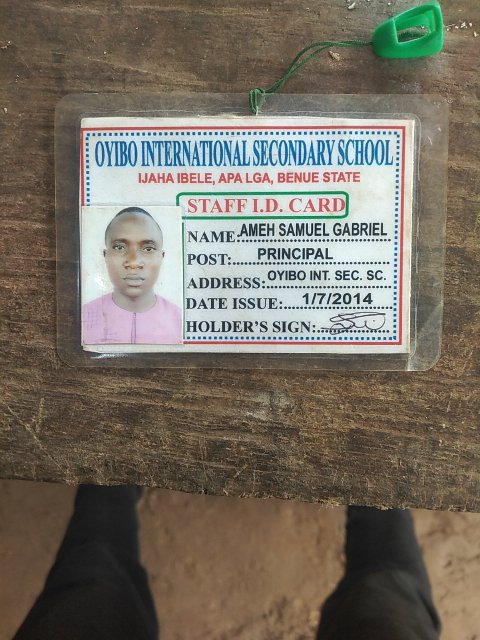 OYIBO INTERNATIONAL SECONDARY SCHOOL
IJAHA IBELE, APA LGA, BENUE STATE
STAFF I.D. CARD
NAME: AMEH SAMUEL GABRIEL
POST: PRINCIPAL
ADDRESS: OYIBO INT. SEC. SC.
DATE ISSUE: 1/7/2014
HOLDER'S SIGN: